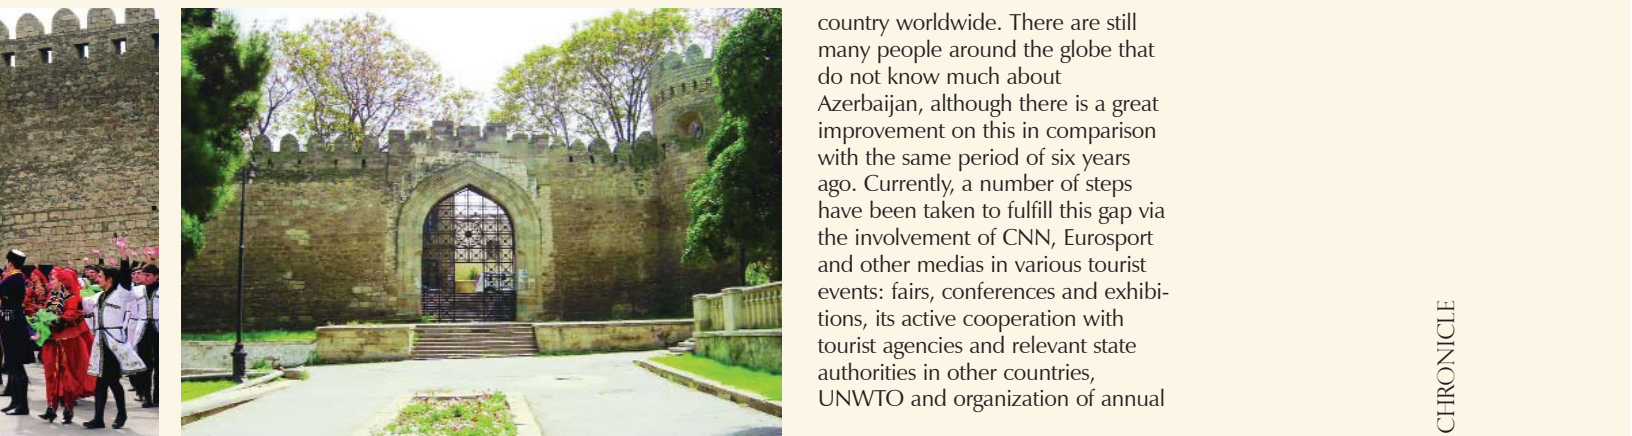 country worldwide. There are still
many people around the globe that
do not know much about
Azerbaijan, although there is a great
improvement on this in comparison
with the same period of six years
ago. Currently, a number of steps
have been taken to fulfill this gap via
the involvement of CNN, Eurosport
and other medias in various tourist
events: fairs, conferences and exhibi-
tions, its active cooperation with
tourist agencies and relevant state
authorities in other countries,
UNWTO and organization of annual
CHRONICLE